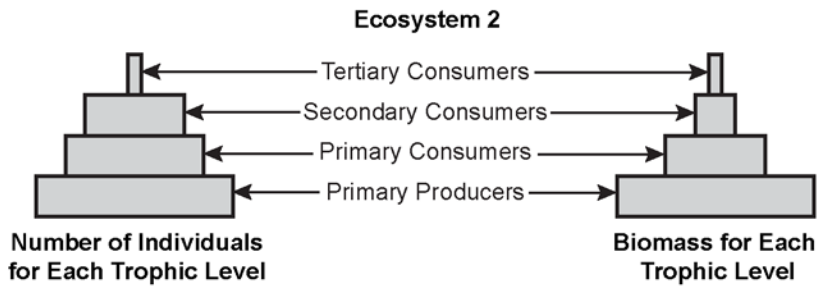 Ecosystem 2
Tertiary Consumers
Secondary Consumers
Primary Consumers
Primary Producers
Number of Individuals
for Each Trophic Level
Biomass for Each
Trophic Level